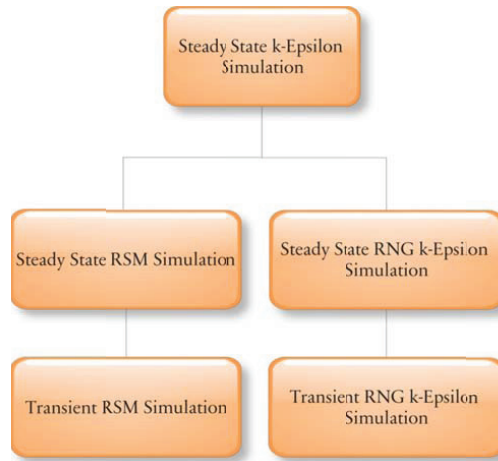 Steady State k-Epsilon
Simulation
Steady State RSM Simulation
Steady State RNG k-Epsilon
Simulation
Transient RSM Simulation
Transient RNG k-Epsilon
Simulation